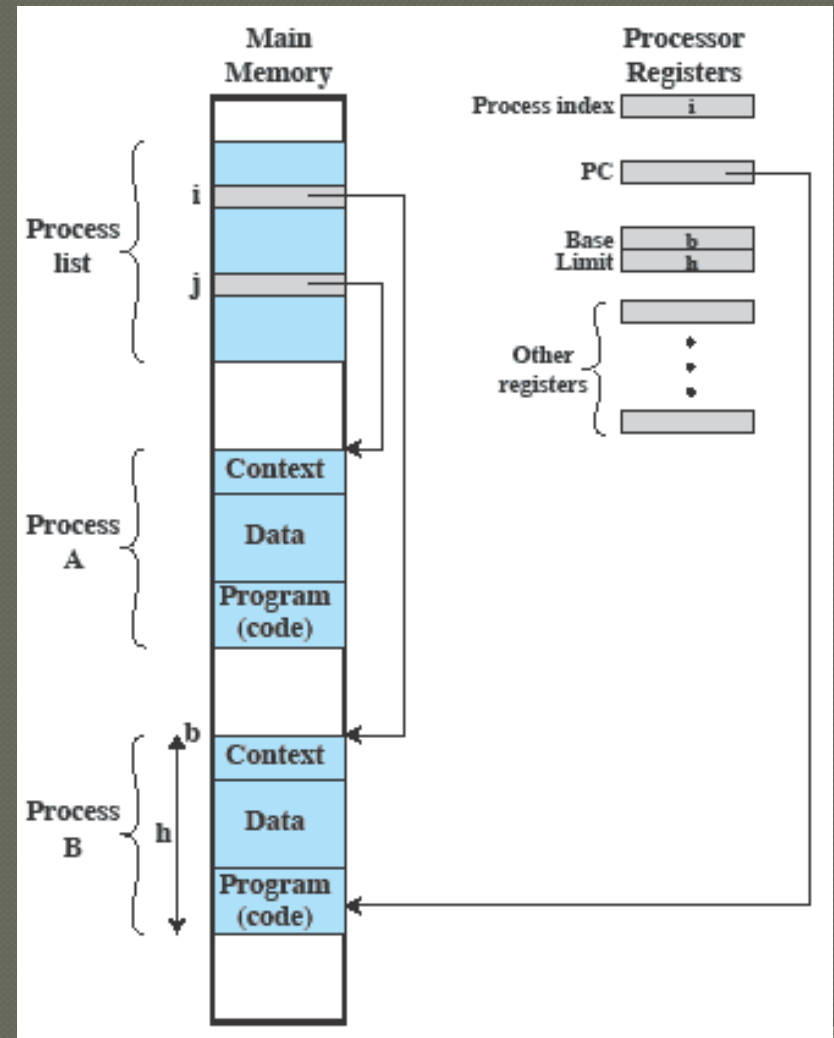 Main
Memory
Process
list
i
j
Process
A
Context
Data
Program
(code)
Process
B
b
h
Context
Data
Program
(code)
Processor
Registers
Process index
i
PC
Base
b
Limit
h
Other
registers